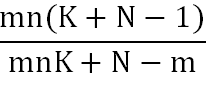 mn(K + N − 1)
mnK + N − m